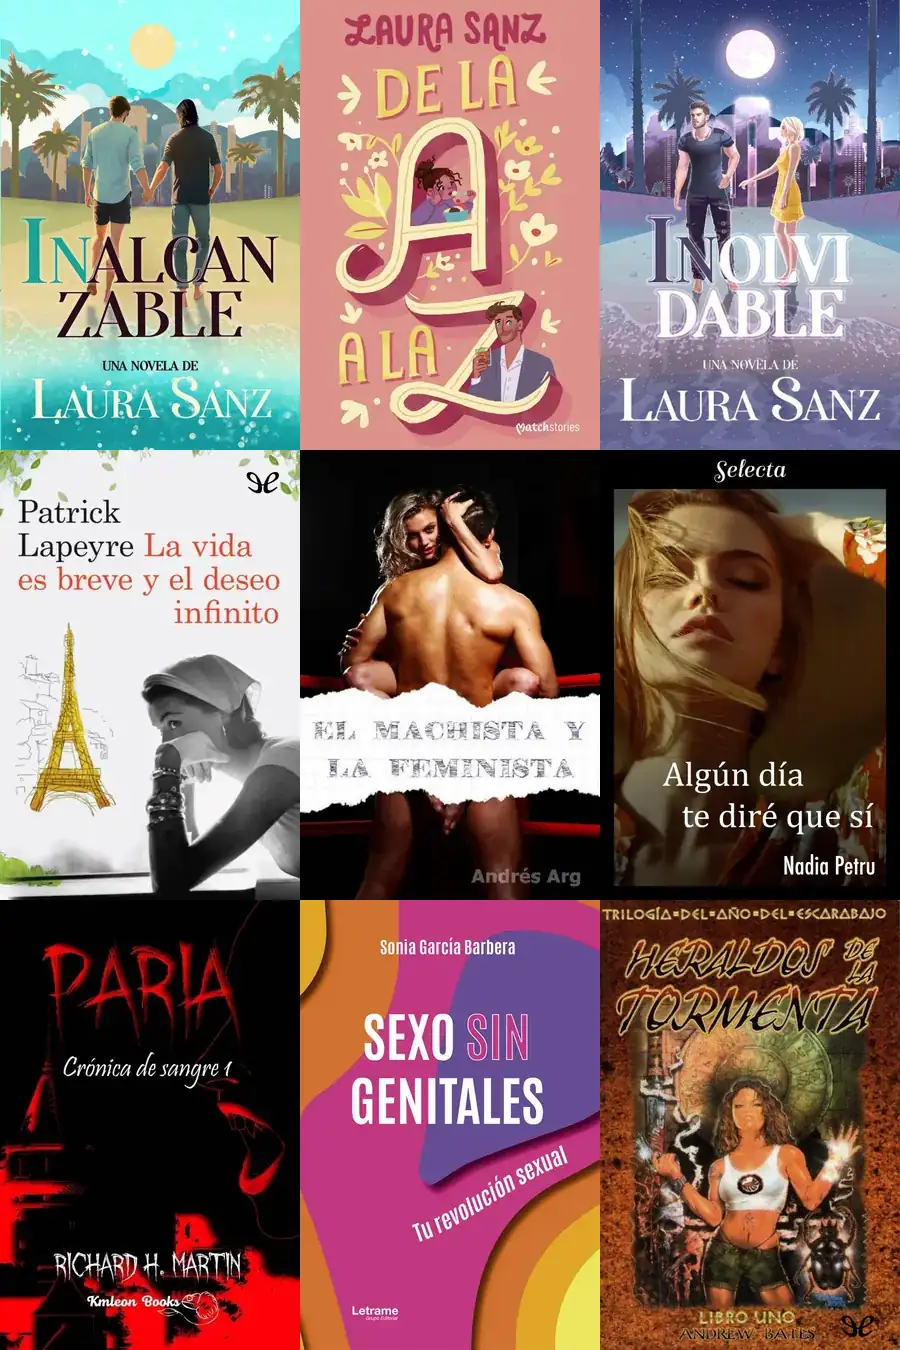 INALCAN
ZABLE
UNA NOVELA DE
LAURA SANZ
LAURA SANZ
DE LA
A
A LA
Z
Matchstories
INOLVI
DABLE
UNA NOVELA DE
LAURA SANZ
Patrick
Lapeyre La vida
es breve y el deseo
infinito
EL MACHISTA Y
LA FEMINISTA
Andrés Arg
Selecta
Algún día
te diré que sí
Nadia Petru
PARIA
Crónica de sangre 1
RICHARD H. MARTIN
Kmleon Books
Sonia García Barbera
SEXO SIN
GENITALES
Tu revolución sexual
Letrame
Grupo Editorial
TRILOGÍA·DEL·AÑO·DEL·ESCARABAJO
HERALDOS DE
LA
TORMENTA
LIBRO UNO
ANDREW BATES